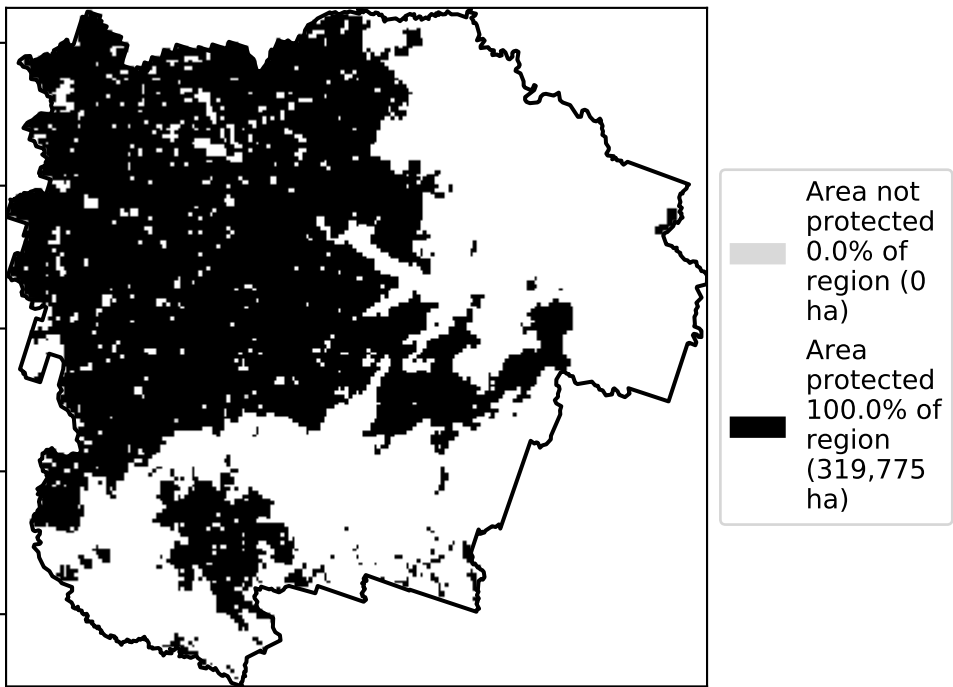 Area not
protected
0.0% of
region (0
ha)
Area
protected
100.0% of
region
(319,775
ha)